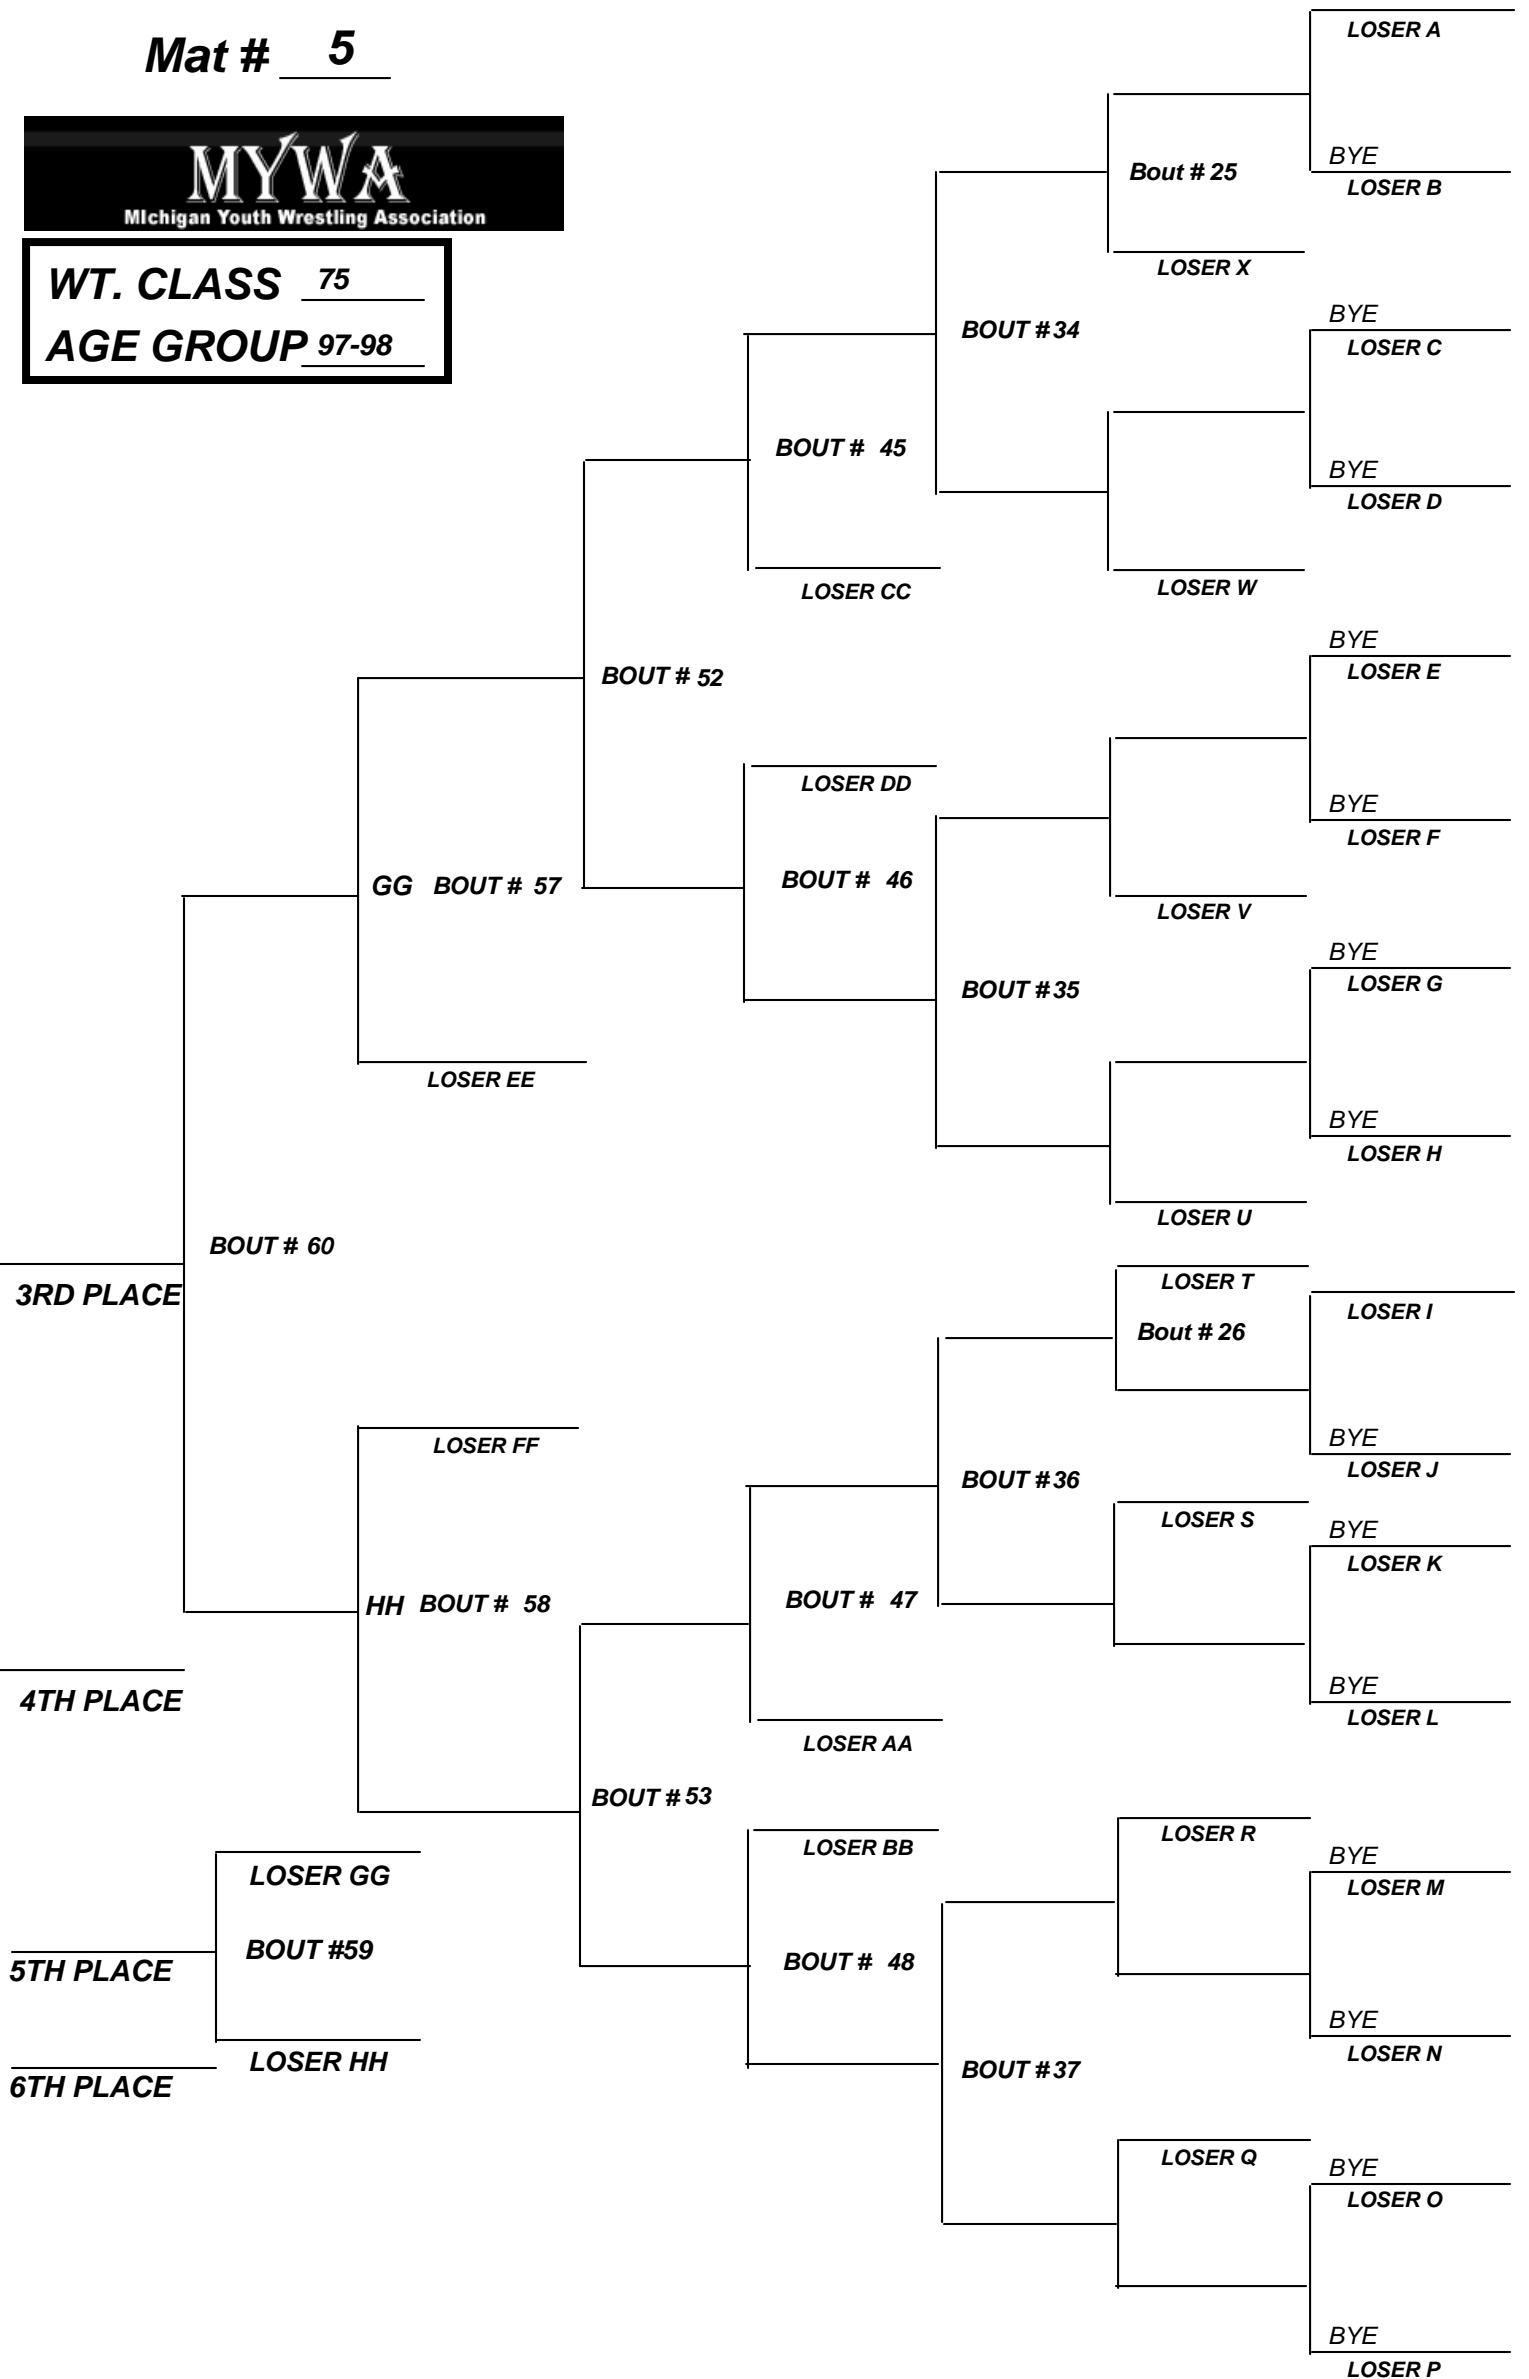 Mat # 5
MYWA
MIchigan Youth Wrestling Association
WT. CLASS 75
AGE GROUP 97-98
LOSER A
BYE
LOSER B
Bout # 25
LOSER X
BYE
LOSER C
BOUT # 34
BOUT # 45
BYE
LOSER D
LOSER W
LOSER CC
BYE
LOSER E
BOUT # 52
LOSER DD
BYE
LOSER F
GG BOUT # 57
BOUT # 46
LOSER V
BYE
LOSER G
BOUT # 35
LOSER EE
BYE
LOSER H
LOSER U
BOUT # 60
3RD PLACE
LOSER T
LOSER I
Bout # 26
BYE
LOSER J
LOSER FF
BOUT # 36
LOSER S
BYE
LOSER K
HH BOUT # 58
BOUT # 47
BYE
LOSER L
4TH PLACE
LOSER AA
BOUT # 53
LOSER BB
LOSER R
BYE
LOSER M
LOSER GG
BOUT #59
5TH PLACE
BOUT # 48
BYE
LOSER N
LOSER HH
6TH PLACE
BOUT # 37
LOSER Q
BYE
LOSER O
BYE
LOSER P